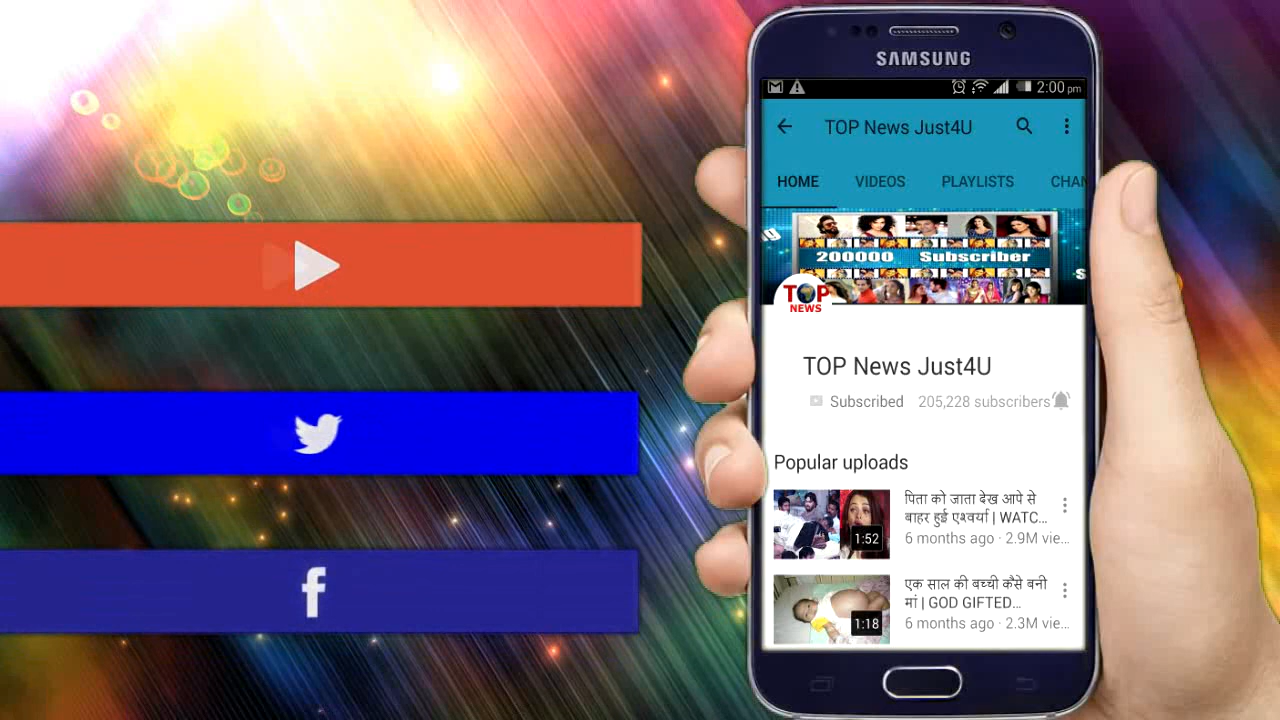 SAMSUNG
2:00 pm
TOP News Just4U
HOME VIDEOS PLAYLISTS CHAN
200000 Subscriber
S
TOP
NEWS
TOP News Just4U
Subscribed 205,228 subscribers
Popular uploads
पिता को जाता देख आपे से
बाहर हुई एश्वर्या | WATC...
6 months ago · 2.9M vie...
1:52
एक साल की बच्ची कैसे बनी
मां | GOD GIFTED...
6 months ago · 2.3M vie...
1:18